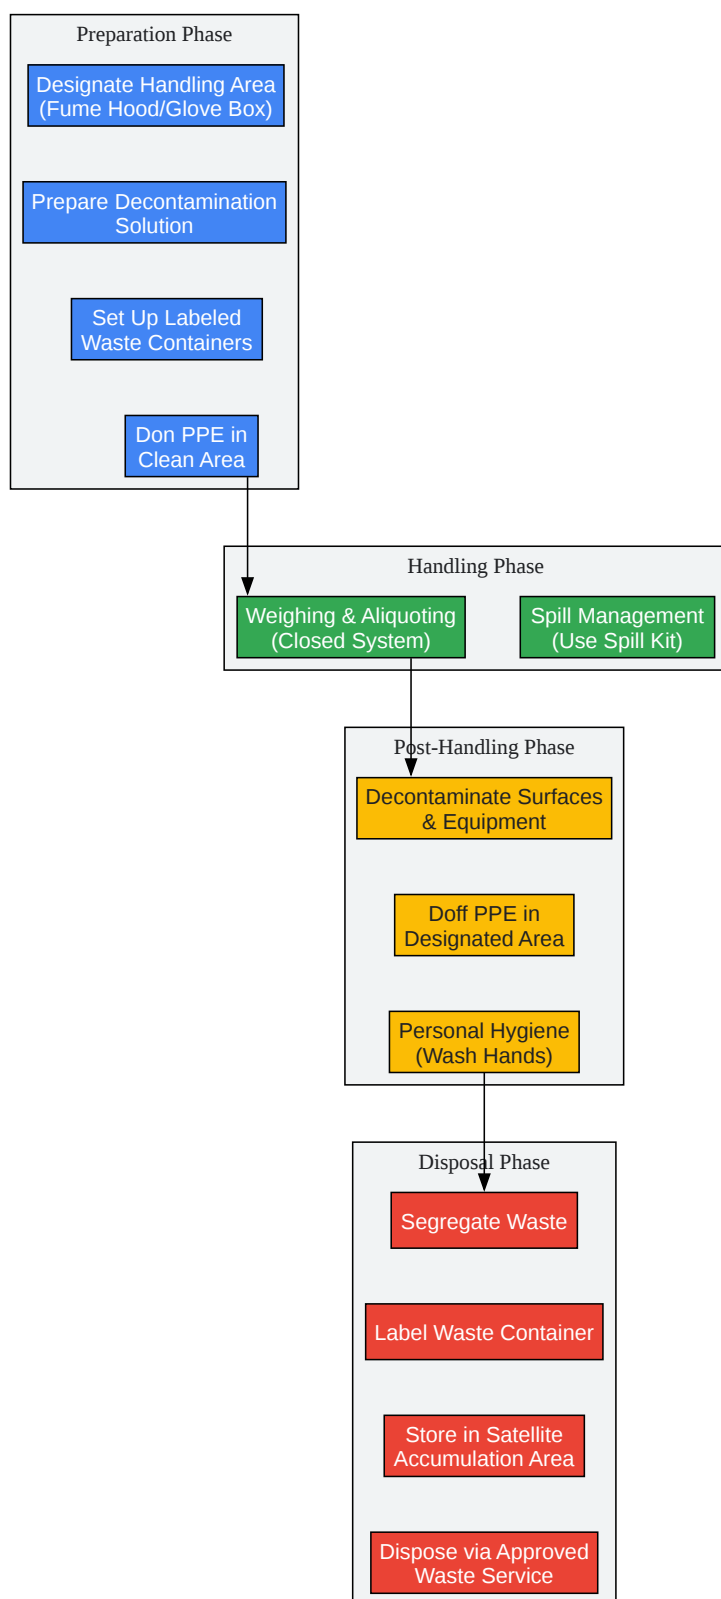 Preparation Phase
Designate Handling Area
(Fume Hood/Glove Box)
Prepare Decontamination
Solution
Set Up Labeled
Waste Containers
Don PPE in
Clean Area
Handling Phase
Weighing & Aliquoting
(Closed System)
Spill Management
(Use Spill Kit)
Post-Handling Phase
Decontaminate Surfaces
& Equipment
Doff PPE in
Designated Area
Personal Hygiene
(Wash Hands)
Disposal Phase
Segregate Waste
Label Waste Container
Store in Satellite
Accumulation Area
Dispose via Approved
Waste Service